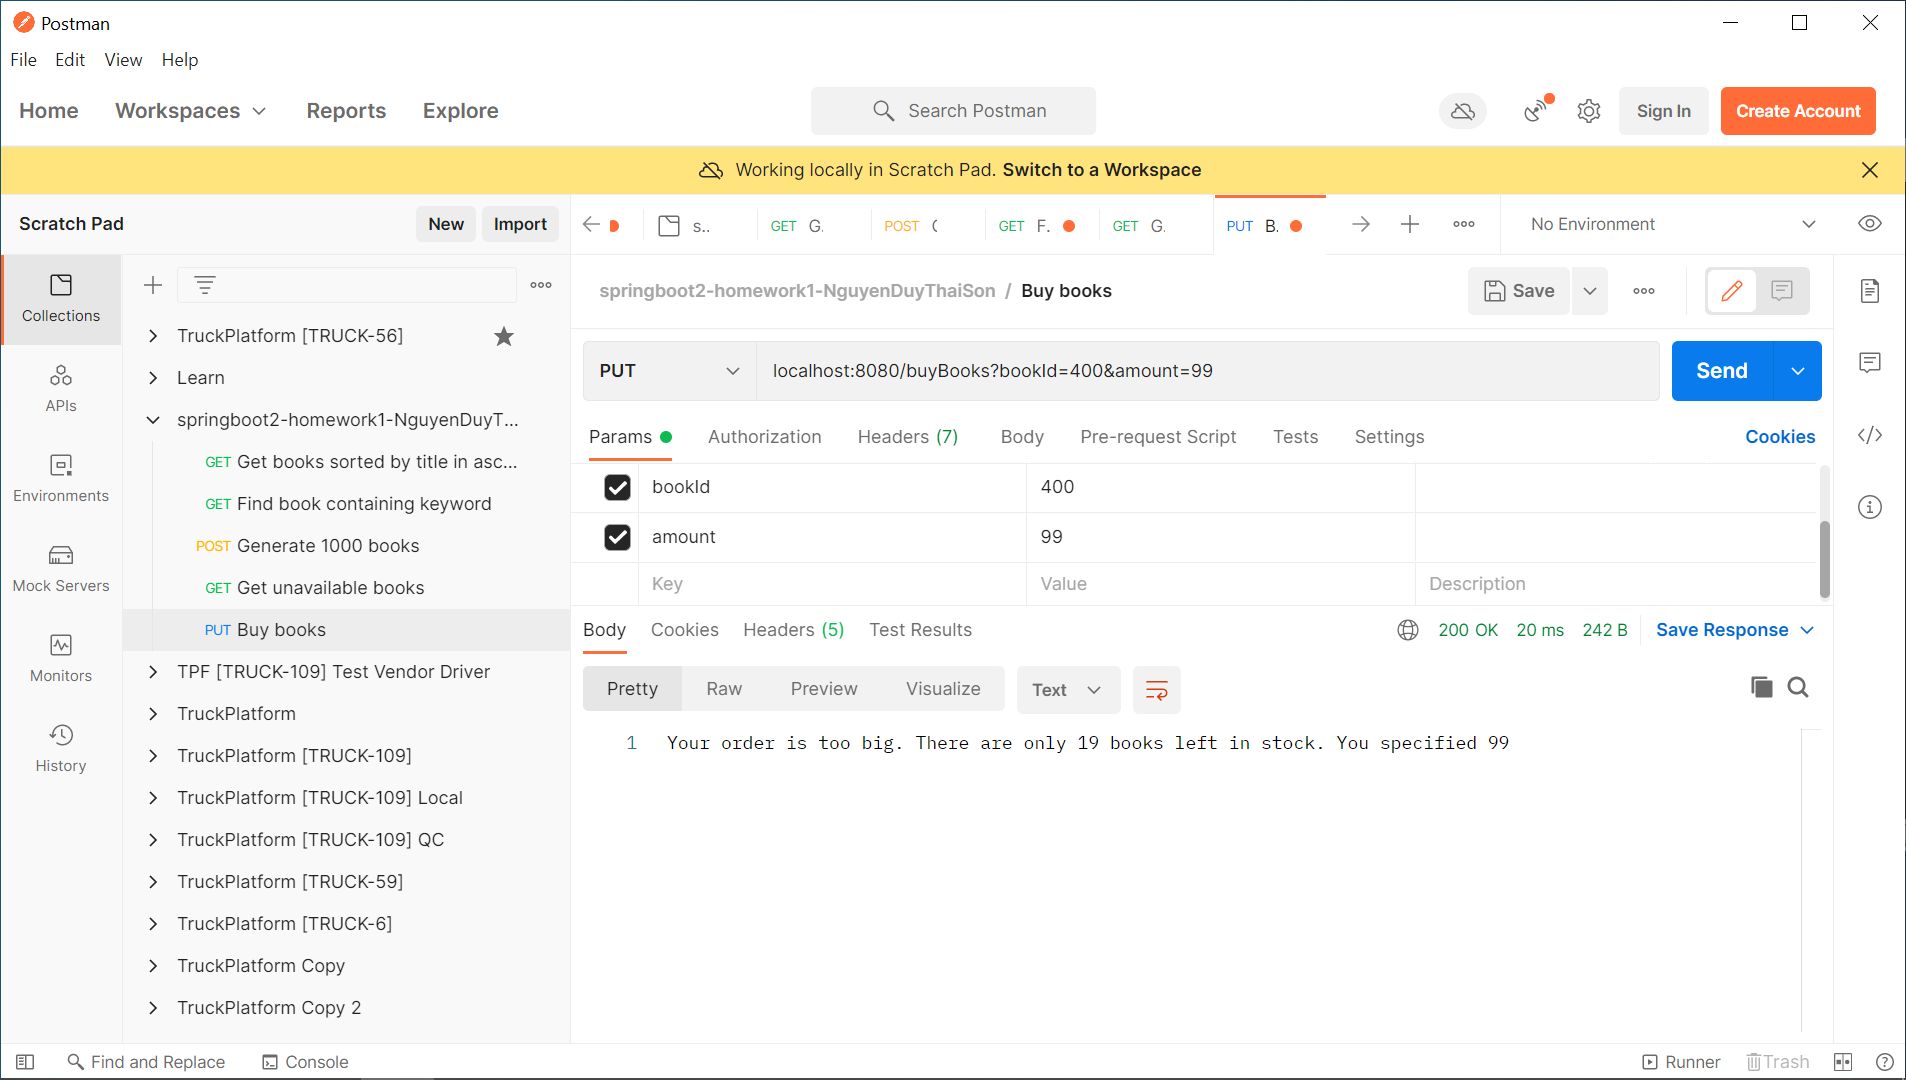 Postman
File Edit View Help
Home Workspaces Reports Explore Search Postman Sign In Create Account
Working locally in Scratch Pad. Switch to a Workspace
Scratch Pad New Import
s.. GET G. POST GET F. GET G. PUT B. No Environment
Collections
APIs
Environments
Mock Servers
Monitors
History
TruckPlatform [TRUCK-56]
Learn
springboot2-homework1-NguyenDuyT...
GET Get books sorted by title in asc...
GET Find book containing keyword
POST Generate 1000 books
GET Get unavailable books
PUT Buy books
TPF [TRUCK-109] Test Vendor Driver
TruckPlatform
TruckPlatform [TRUCK-109]
TruckPlatform [TRUCK-109] Local
TruckPlatform [TRUCK-109] QC
TruckPlatform [TRUCK-59]
TruckPlatform [TRUCK-6]
TruckPlatform Copy
TruckPlatform Copy 2
springboot2-homework1-NguyenDuyThaiSon / Buy books Save
PUT localhost:8080/buyBooks?bookId=400&amount=99 Send
Params Authorization Headers (7) Body Pre-request Script Tests Settings Cookies
bookId 400
amount 99
Key Value Description
Body Cookies Headers (5) Test Results 200 OK 20 ms 242 B Save Response
Pretty Raw Preview Visualize Text
1 Your order is too big. There are only 19 books left in stock. You specified 99
Find and Replace Console Runner Trash